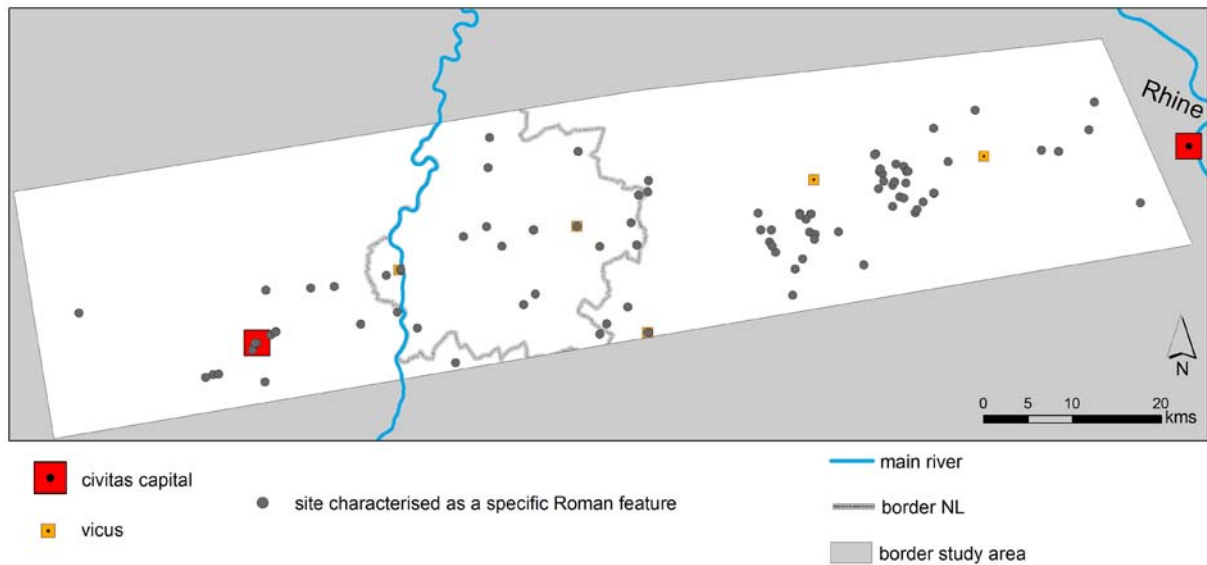 Rhine
N
0 5 10 20
kms
civitas capital
vicus
site characterised as a specific Roman feature
main river
border NL
border study area